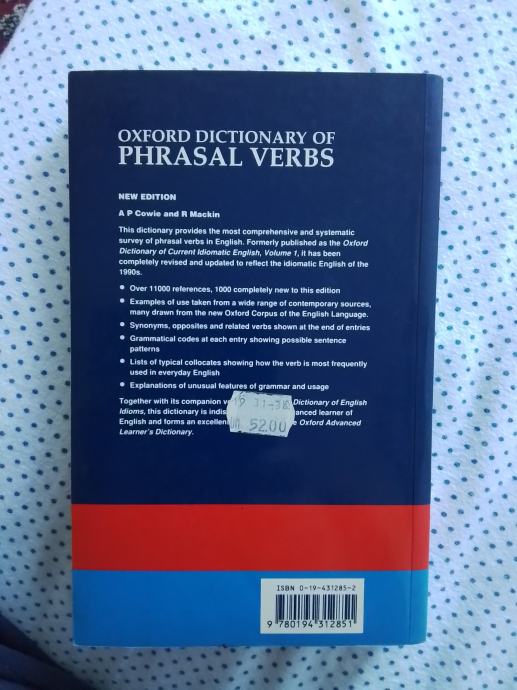 OXFORD DICTIONARY OF
PHRASAL VERBS
NEW EDITION
A P Cowie and R Mackin
This dictionary provides the most comprehensive and systematic
survey of phrasal verbs in English. Formerly published as the Oxford
Dictionary of Current Idiomatic English, Volume 1, it has been
completely revised and updated to reflect the idiomatic English of the
1990s.
• Over 11000 references, 1000 completely new to this edition
• Examples of use taken from a wide range of contemporary sources,
many drawn from the new Oxford Corpus of the English Language.
• Synonyms, opposites and related verbs shown at the end of entries
• Grammatical codes at each entry showing possible sentence
patterns
• Lists of typical collocates showing how the verb is most frequently
used in everyday English
• Explanations of unusual features of grammar and usage
Together with its companion Dictionary of English
Idioms, this dictionary is learner of
English and forms an Oxford Advanced
Learner's Dictionary.
5200
ISBN 0-19-431285-2
9 780194 312851